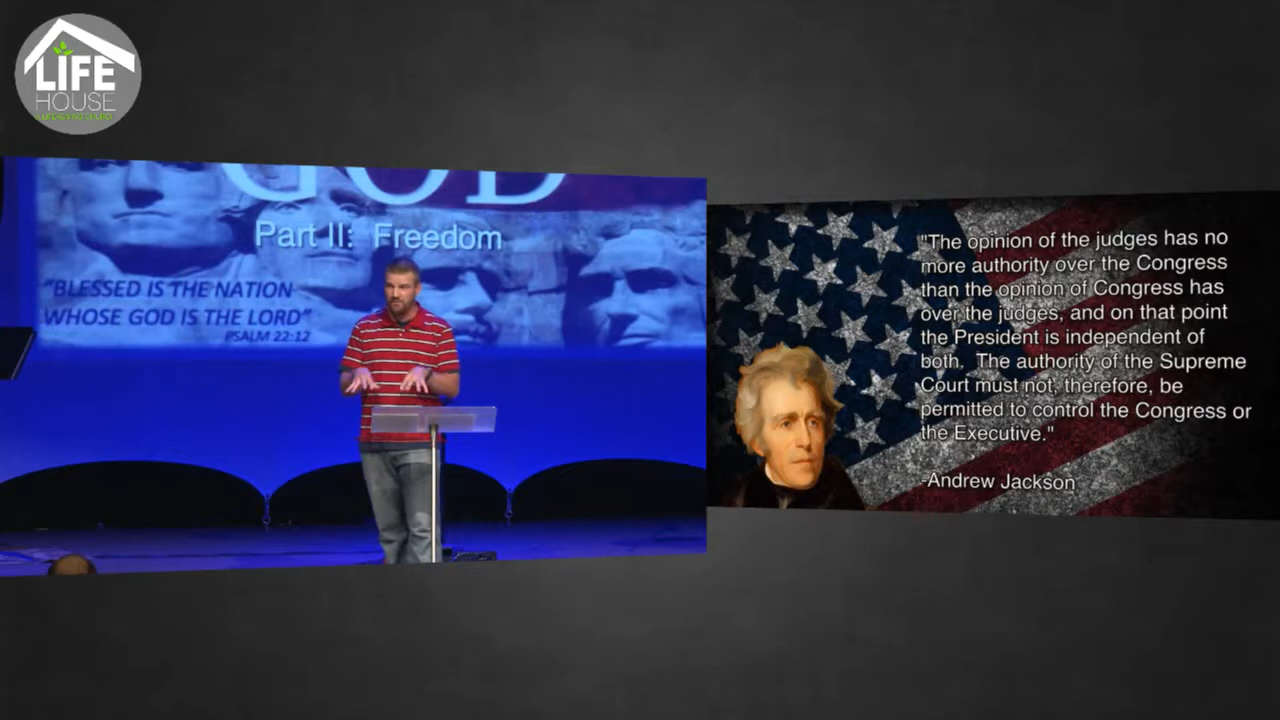 LIFE
HOUSE
GOD
Part II: Freedom
"BLESSED IS THE NATION
WHOSE GOD IS THE LORD"
PSALM 22:12
"The opinion of the judges has no
more authority over the Congress
than the opinion of Congress has
over the judges, and on that point
the President is independent of
both. The authority of the Supreme
Court must not, therefore, be
permitted to control the Congress or
the Executive."
-Andrew Jackson